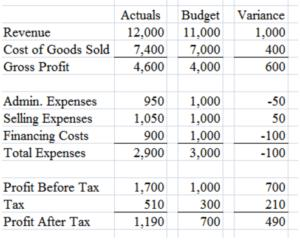 Actuals Budget Variance
Revenue 12,000 11,000 1,000
Cost of Goods Sold 7,400 7,000 400
Gross Profit 4,600 4,000 600
Admin. Expenses 950 1,000 -50
Selling Expenses 1,050 1,000 50
Financing Costs 900 1,000 -100
Total Expenses 2,900 3,000 -100
Profit Before Tax 1,700 1,000 700
Tax 510 300 210
Profit After Tax 1,190 700 490